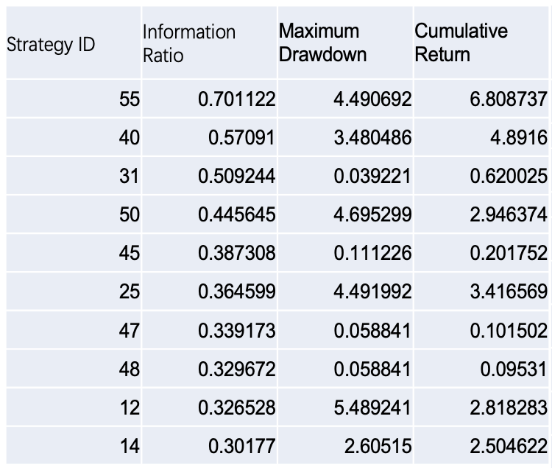 Strategy ID Information Ratio Maximum Drawdown Cumulative Return
55 0.701122 4.490692 6.808737
40 0.57091 3.480486 4.8916
31 0.509244 0.039221 0.620025
50 0.445645 4.695299 2.946374
45 0.387308 0.111226 0.201752
25 0.364599 4.491992 3.416569
47 0.339173 0.058841 0.101502
48 0.329672 0.058841 0.09531
12 0.326528 5.489241 2.818283
14 0.30177 2.60515 2.504622